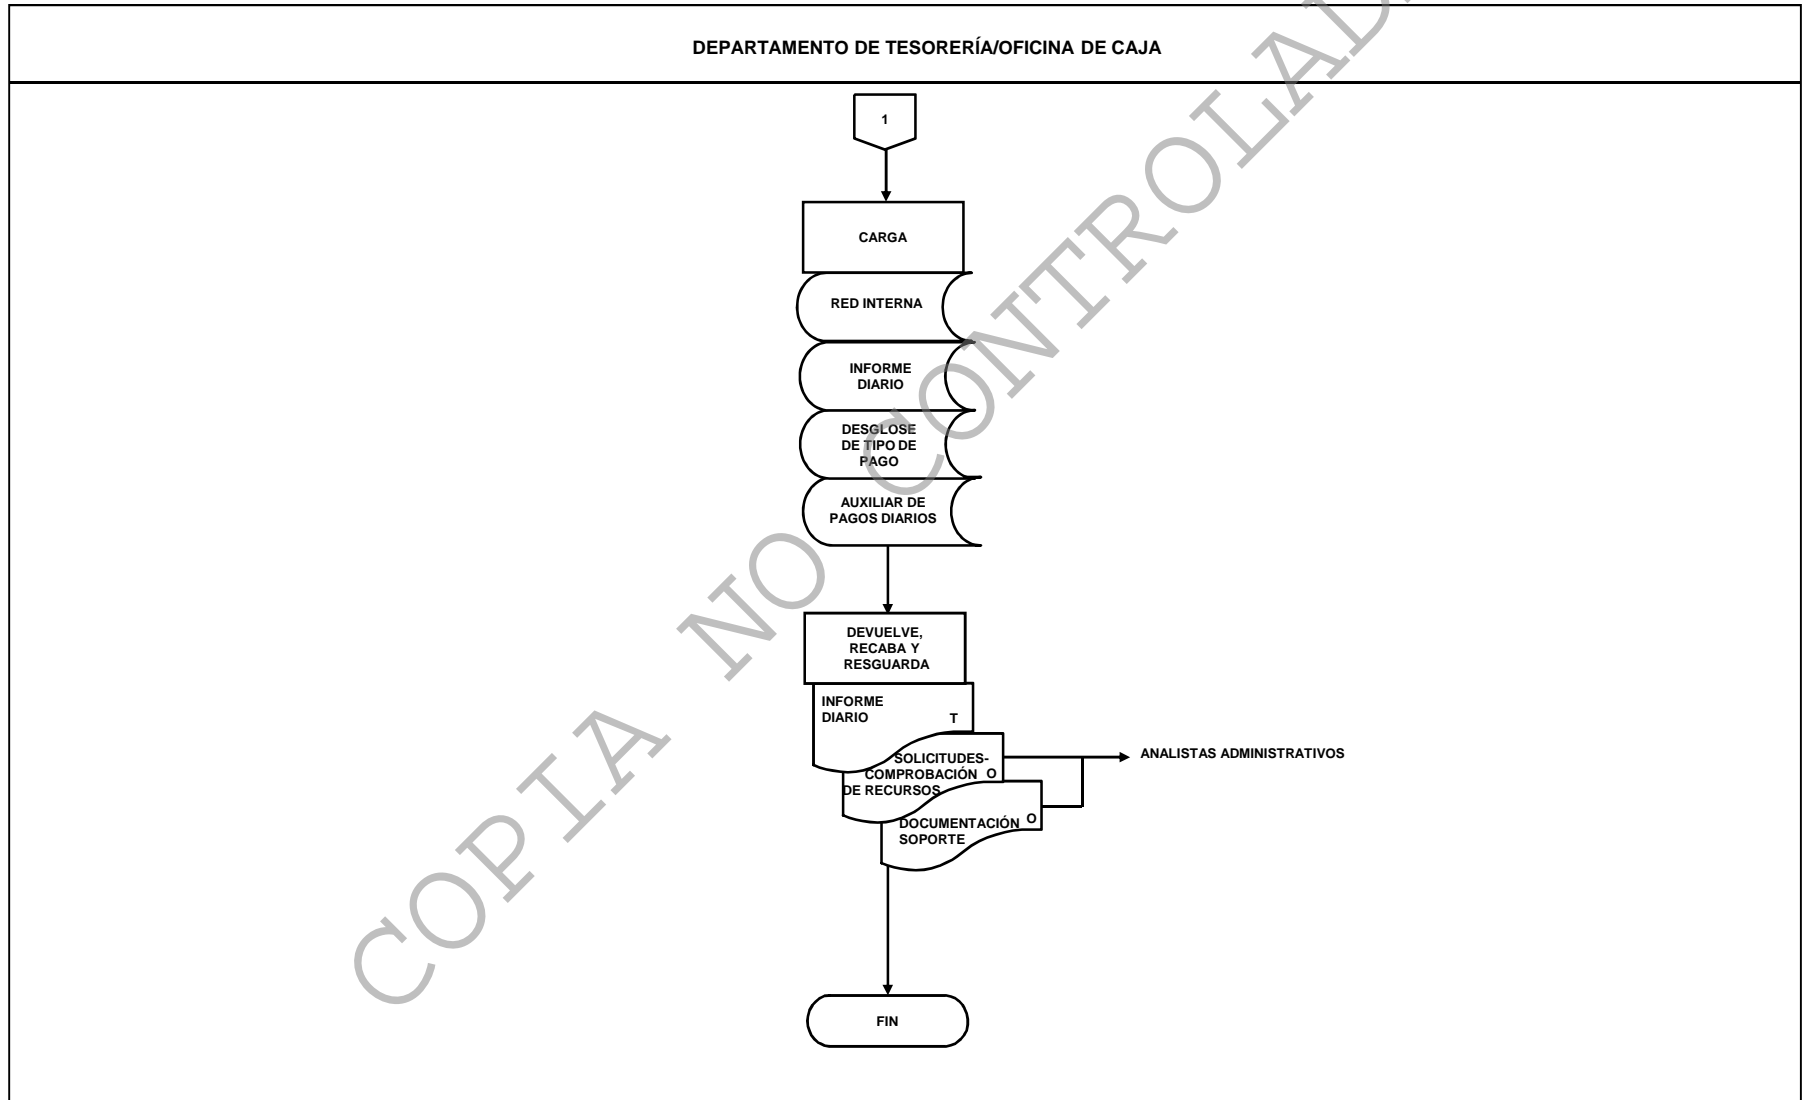 DEPARTAMENTO DE TESORERÍA/OFICINA DE CAJA
1
CARGA
RED INTERNA
INFORME
DIARIO
DESGLOSE
DE TIPO DE
PAGO
AUXILIAR DE
PAGOS DIARIOS
DEVUELVE,
RECABA Y
RESGUARDA
INFORME
DIARIO T
SOLICITUDES-
COMPROBACIÓN O
DE RECURSOS
ANALISTAS ADMINISTRATIVOS
DOCUMENTACIÓN O
SOPORTE
FIN
COPIA NO CONTROLAD